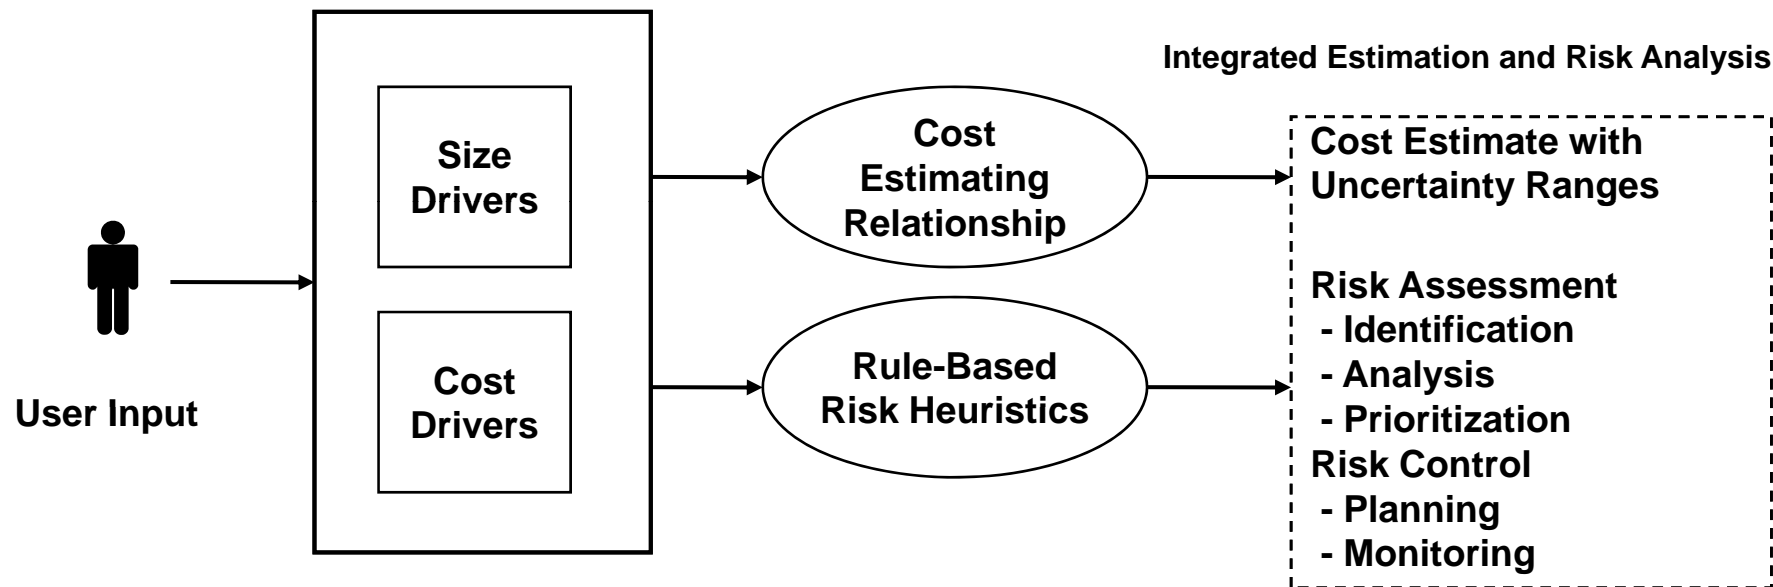 Integrated Estimation and Risk Analysis
User Input
Size
Drivers
Cost
Drivers
Cost
Estimating
Relationship
Rule-Based
Risk Heuristics
Cost Estimate with
Uncertainty Ranges
Risk Assessment
- Identification
- Analysis
- Prioritization
Risk Control
- Planning
- Monitoring